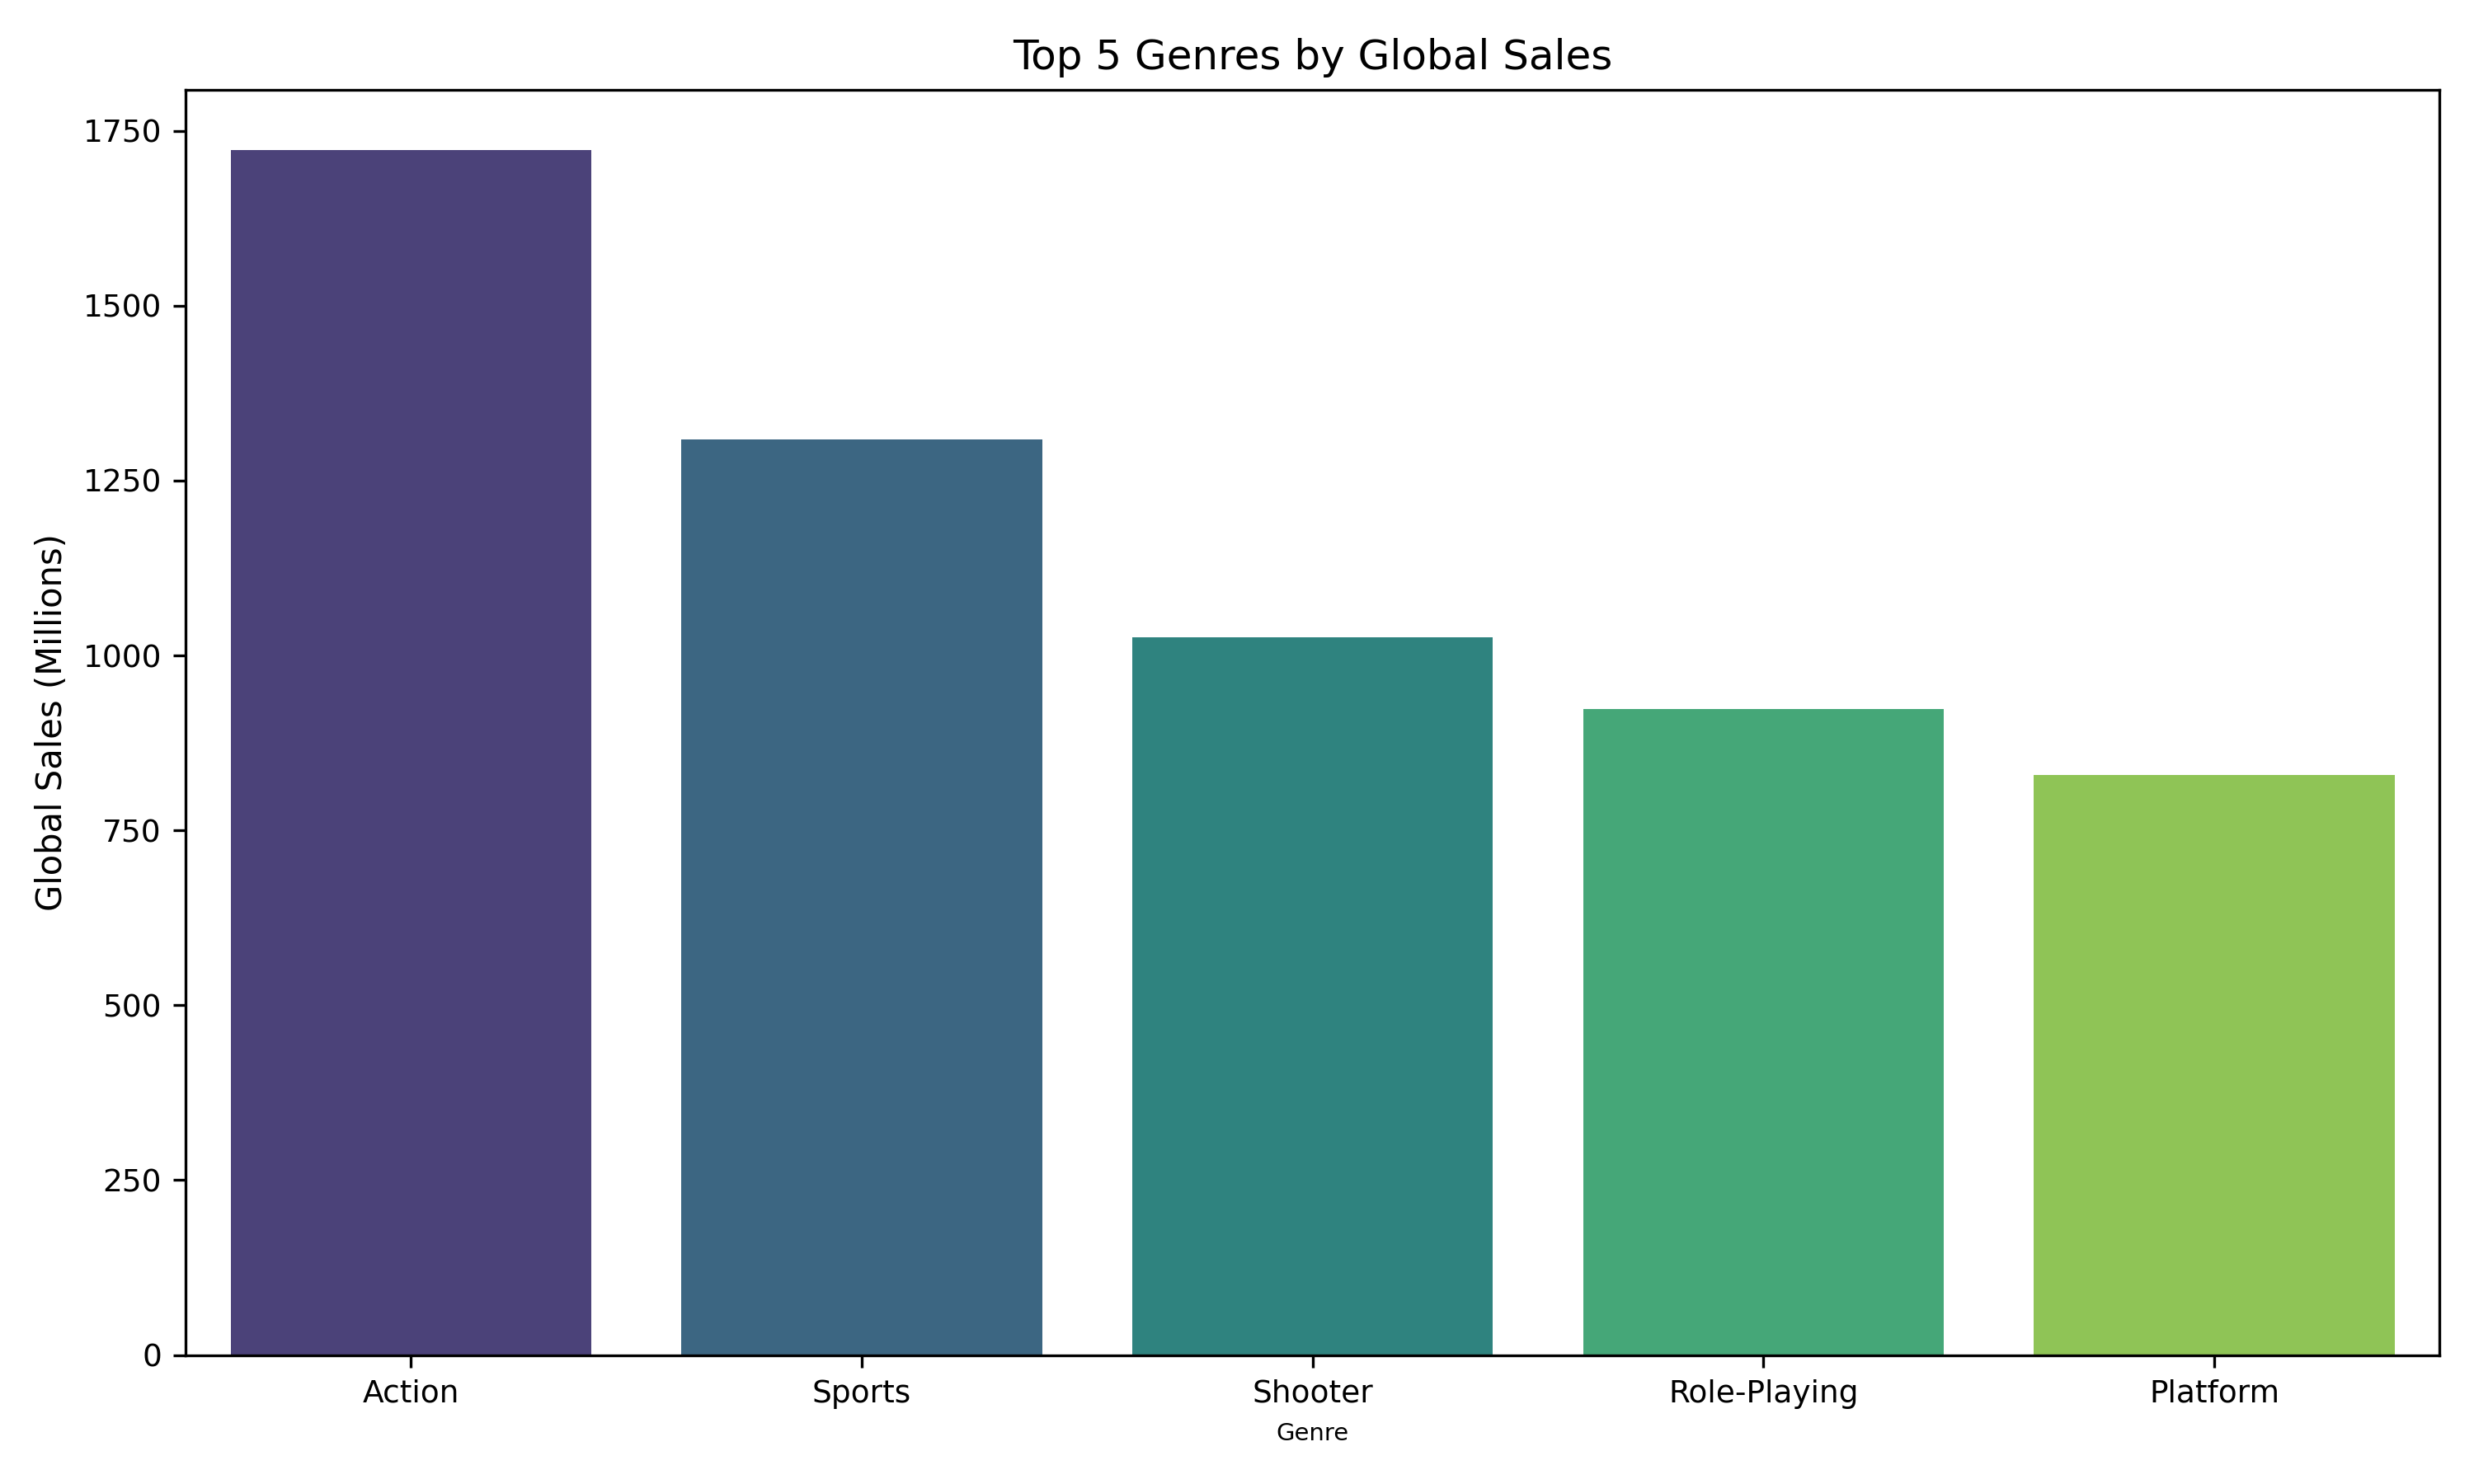 Top 5 Genres by Global Sales
Global Sales (Millions)
1750
1500
1250
1000
750
500
250
0
Action Sports Shooter Role-Playing Platform
Genre